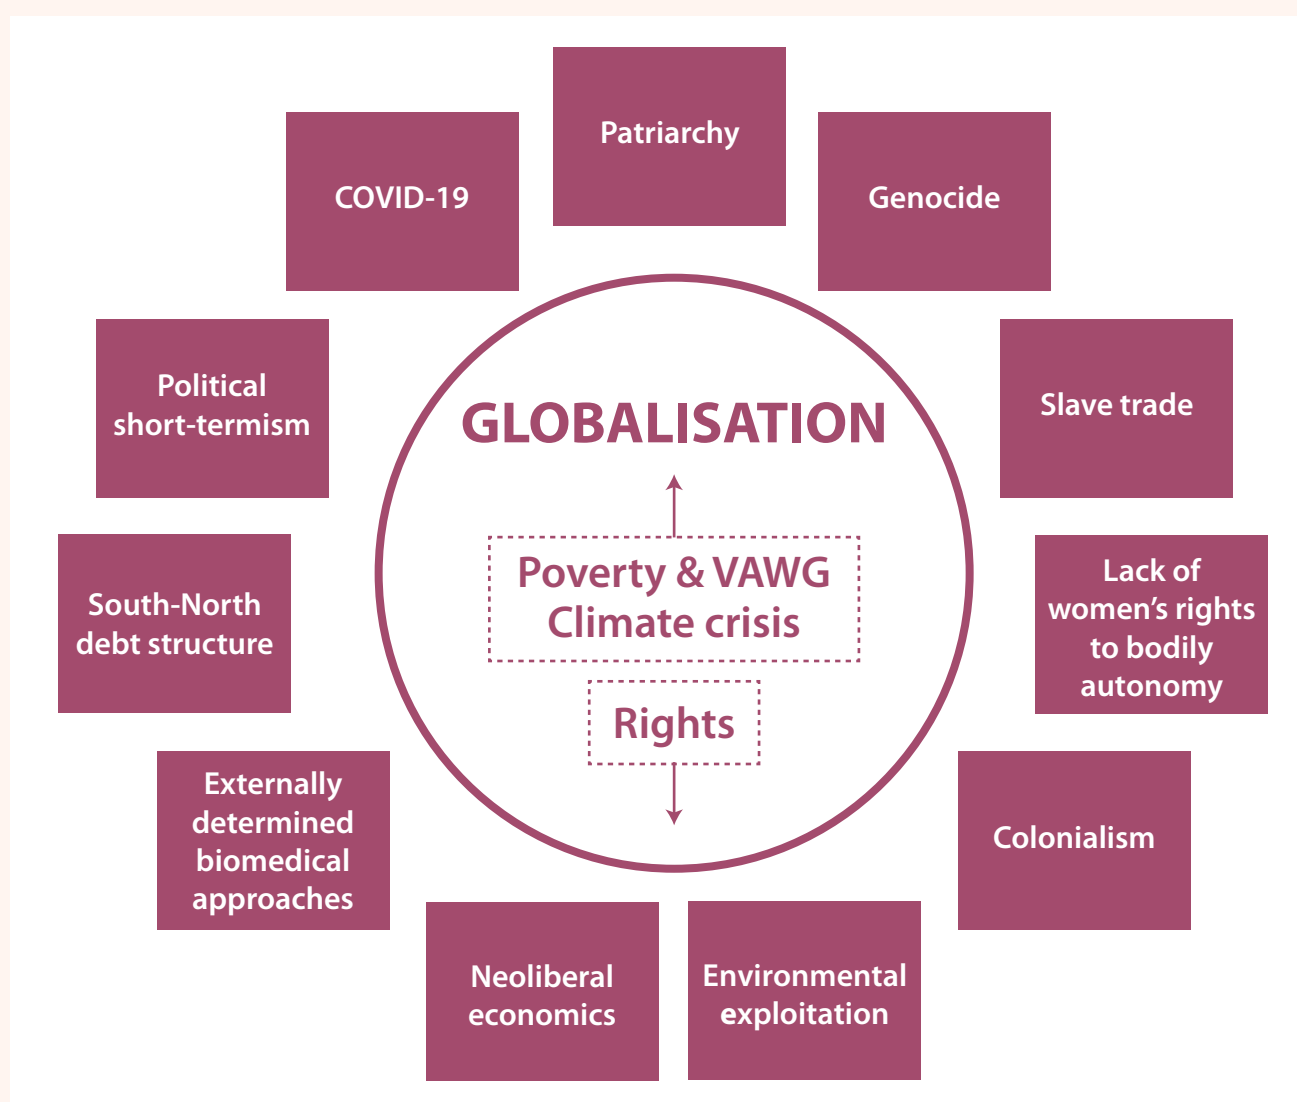 Patriarchy
COVID-19
Genocide
Political
short-termism
GLOBALISATION
Slave trade
South-North
debt structure
Poverty & VAWG
Climate crisis
Rights
Lack of
women’s rights
to bodily
autonomy
Externally
determined
biomedical
approaches
Colonialism
Neoliberal
economics
Environmental
exploitation